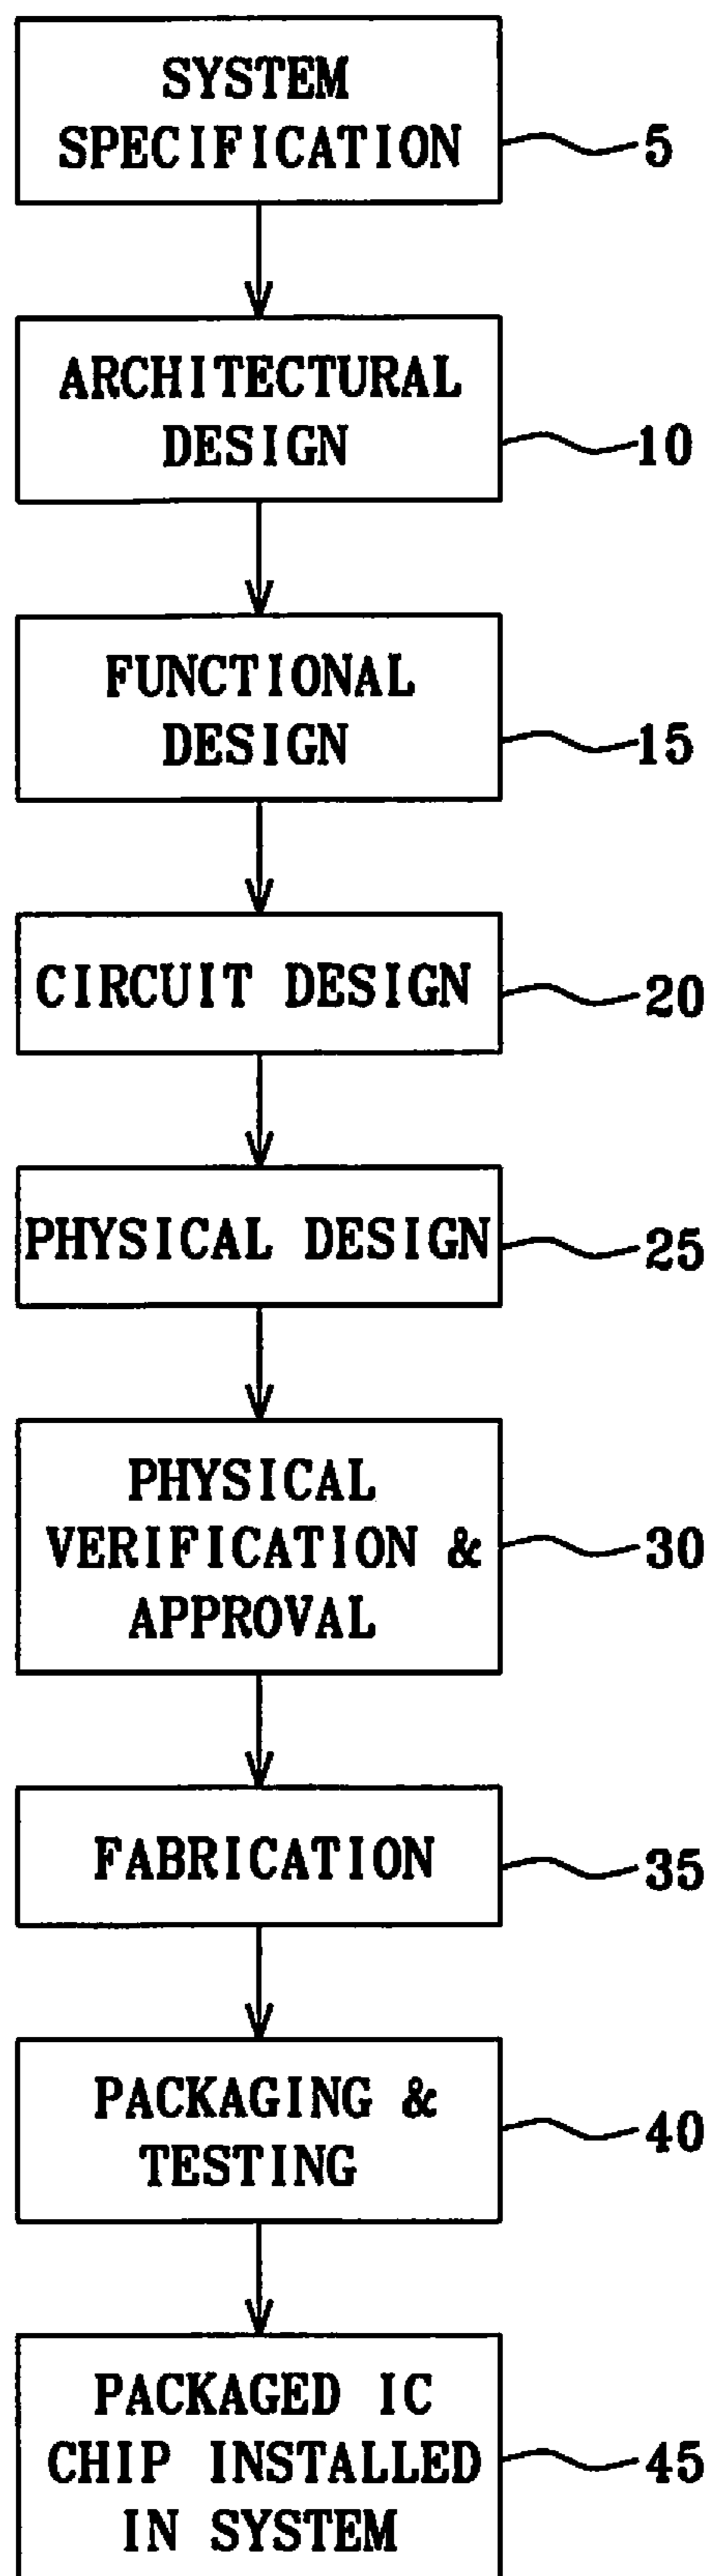 SYSTEM
SPECIFICATION
5
ARCHITECTURAL
DESIGN
10
FUNCTIONAL
DESIGN
15
CIRCUIT DESIGN
20
PHYSICAL DESIGN
25
PHYSICAL
VERIFICATION &
APPROVAL
30
FABRICATION
35
PACKAGING &
TESTING
40
PACKAGED IC
CHIP INSTALLED
IN SYSTEM
45